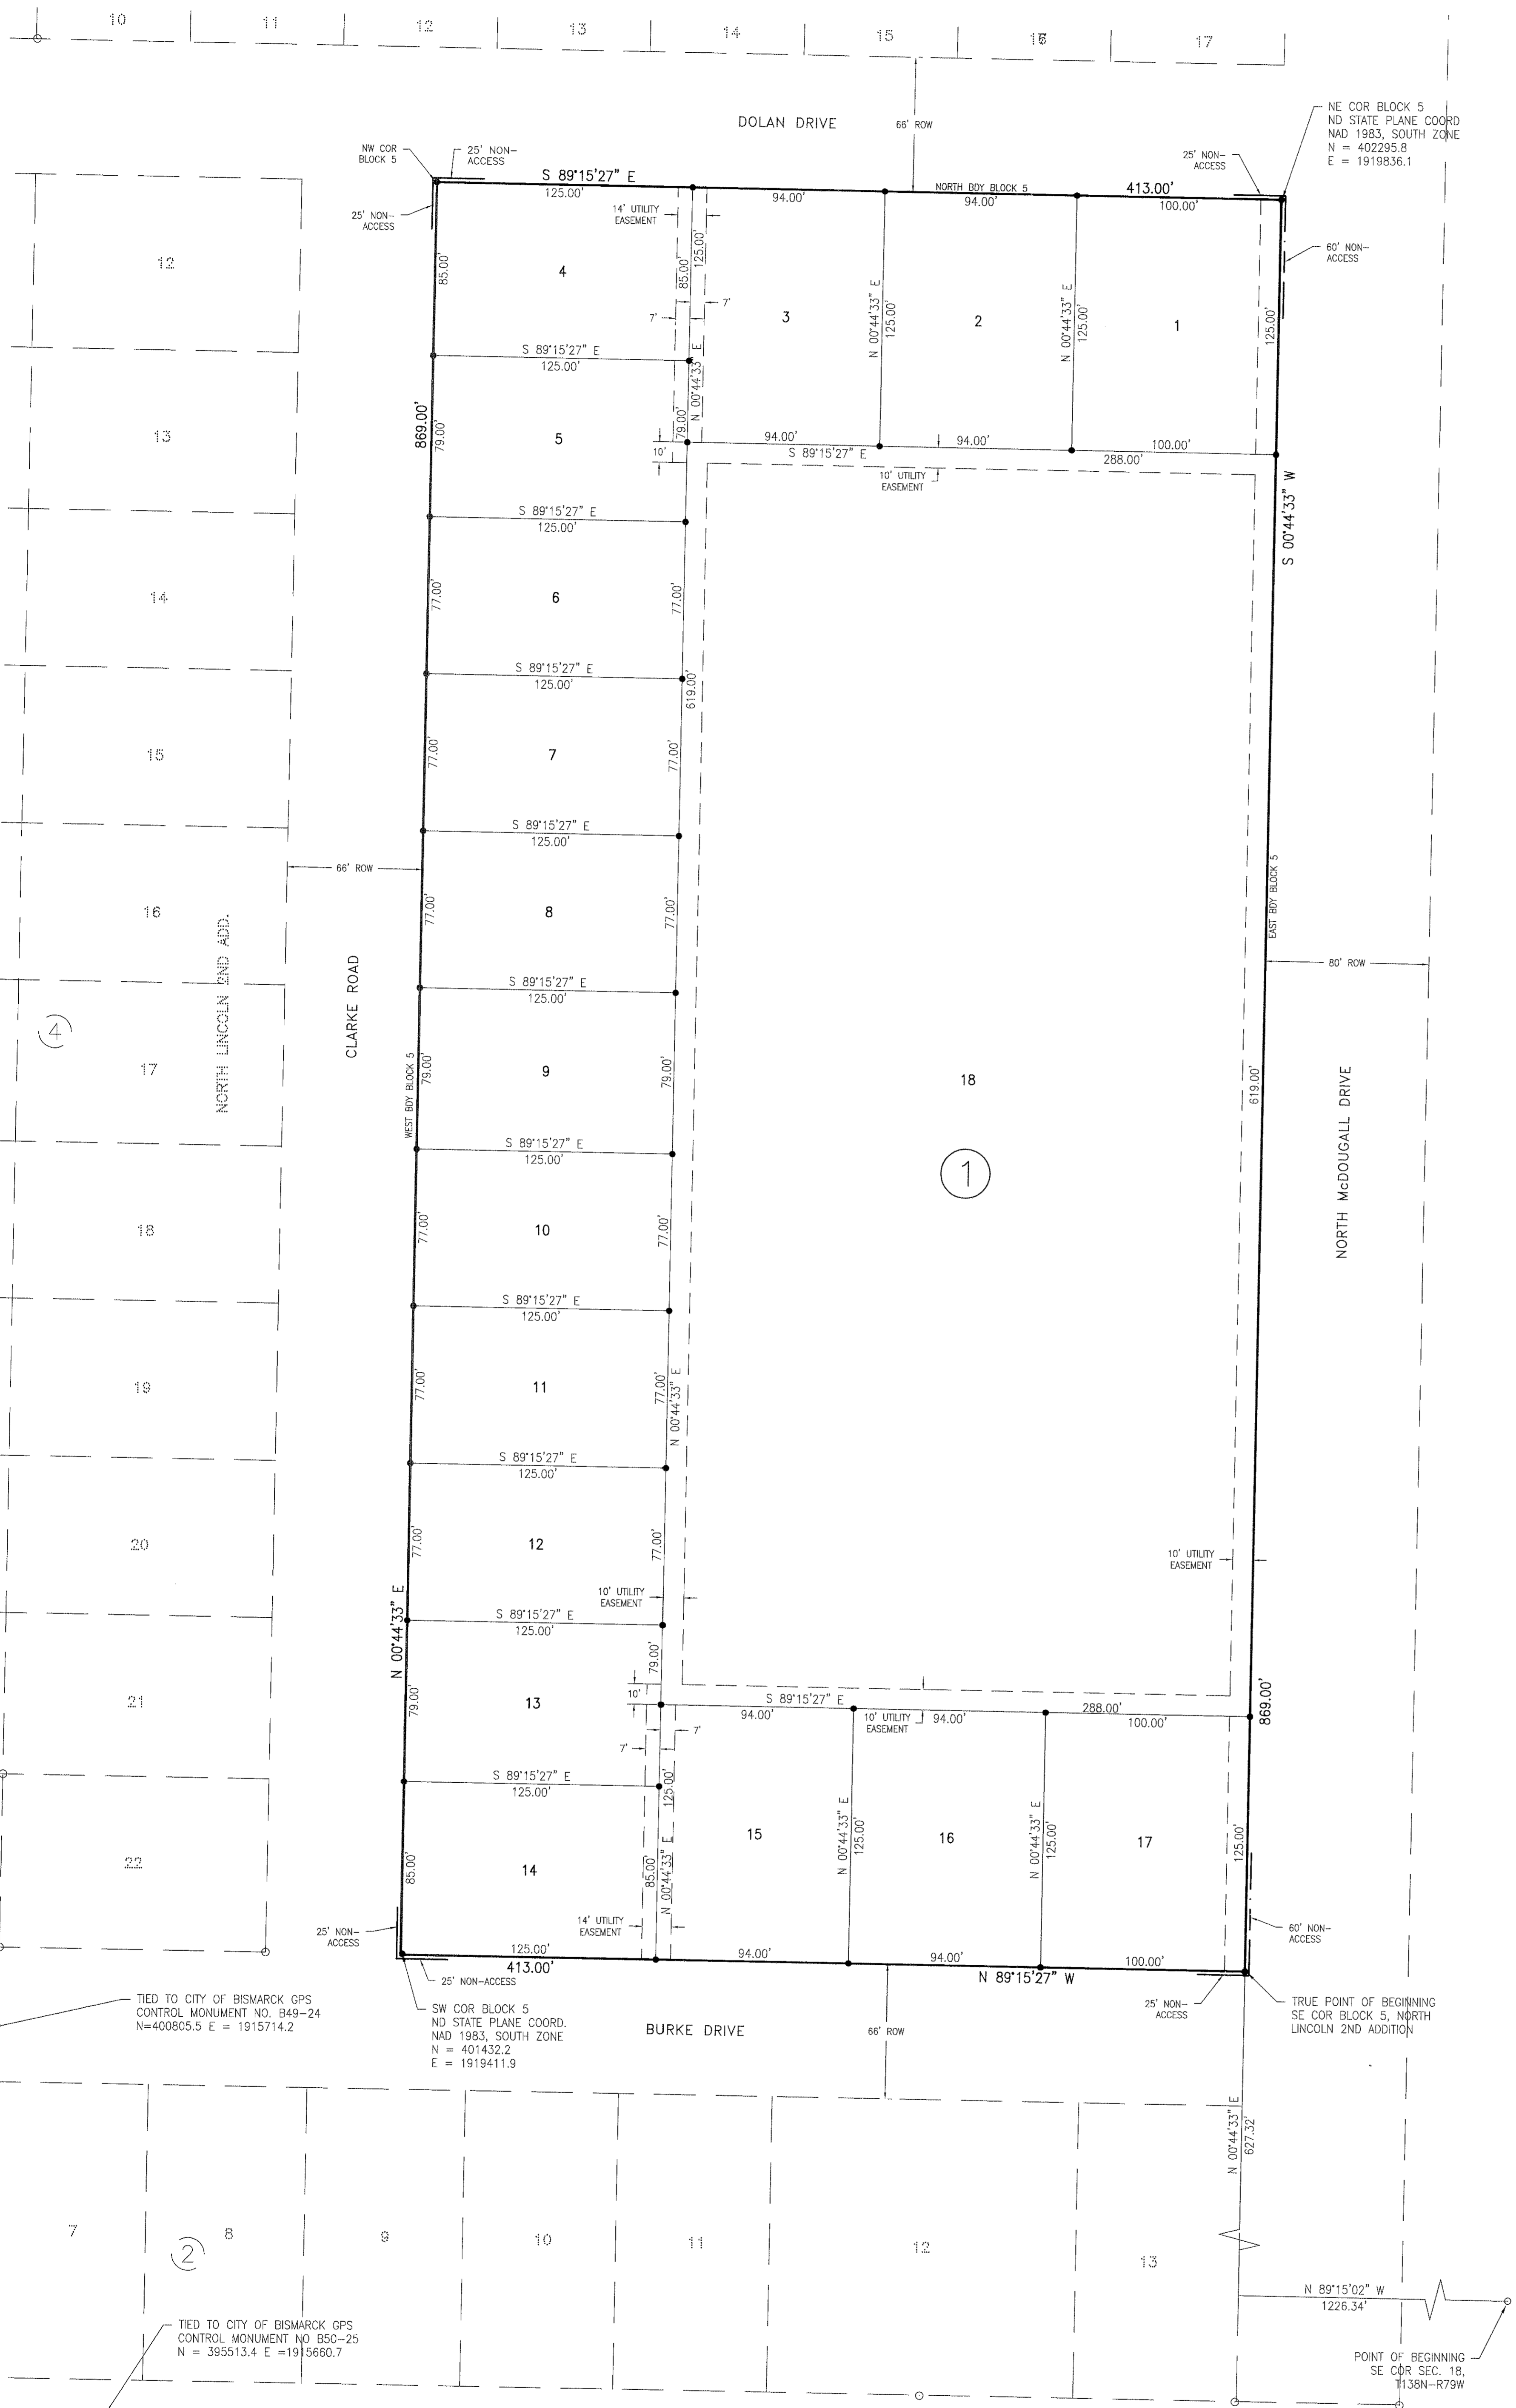 10
11
12
13
14
15
16
17
DOLAN DRIVE
66' ROW
NE COR BLOCK 5
ND STATE PLANE COORD
NAD 1983, SOUTH ZONE
N = 402295.8
E = 1919836.1
NW COR
BLOCK 5
25' NON-
ACCESS
25' NON-
ACCESS
25' NON-
ACCESS
60' NON-
ACCESS
S 89°15'27" E
125.00'
94.00'
NORTH BDY BLOCK 5
94.00'
413.00'
100.00'
14' UTILITY
EASEMENT
85.00'
4
85.00'
125.00'
7'
7'
3
N 00°44'33" E
125.00'
2
N 00°44'33" E
125.00'
1
125.00'
12
S 89°15'27" E
125.00'
N 00°44'33" E
869.00'
79.00'
5
79.00'
10'
94.00'
S 89°15'27" E
94.00'
100.00'
288.00'
10' UTILITY
EASEMENT
S 00°44'33" W
13
S 89°15'27" E
125.00'
77.00'
6
77.00'
14
S 89°15'27" E
125.00'
619.00'
77.00'
7
77.00'
15
S 89°15'27" E
125.00'
66' ROW
77.00'
8
77.00'
16
EAST BDY BLOCK 5
NORTH LINCOLN 2ND ADD.
CLARKE ROAD
80' ROW
S 89°15'27" E
125.00'
4
WEST BDY BLOCK 5
79.00'
9
79.00'
17
18
619.00'
NORTH McDOUGALL DRIVE
S 89°15'27" E
125.00'
1
77.00'
10
77.00'
18
S 89°15'27" E
125.00'
77.00'
11
77.00'
N 00°44'33" E
19
S 89°15'27" E
125.00'
77.00'
12
77.00'
20
10' UTILITY
EASEMENT
10' UTILITY
EASEMENT
N 00°44'33" E
S 89°15'27" E
125.00'
79.00'
79.00'
13
10'
21
S 89°15'27" E
94.00'
10' UTILITY
EASEMENT
94.00'
288.00'
100.00'
869.00'
7'
7'
S 89°15'27" E
125.00'
125.00'
N 00°44'33" E
85.00'
14
85.00'
15
N 00°44'33" E
125.00'
16
N 00°44'33" E
125.00'
17
125.00'
22
14' UTILITY
EASEMENT
25' NON-
ACCESS
60' NON-
ACCESS
125.00'
413.00'
94.00'
94.00'
100.00'
N 89°15'27" W
25' NON-ACCESS
25' NON-
ACCESS
TIED TO CITY OF BISMARCK GPS
CONTROL MONUMENT NO. B49-24
N=400805.5 E = 1915714.2
SW COR BLOCK 5
ND STATE PLANE COORD.
NAD 1983, SOUTH ZONE
N = 401432.2
E = 1919411.9
BURKE DRIVE
66' ROW
TRUE POINT OF BEGINNING
SE COR BLOCK 5, NORTH
LINCOLN 2ND ADDITION
N 00°44'33" E
627.32'
7
2
8
9
10
11
12
13
N 89°15'02" W
1226.34'
TIED TO CITY OF BISMARCK GPS
CONTROL MONUMENT NO B50-25
N = 395513.4 E =1915660.7
POINT OF BEGINNING
SE COR SEC. 18,
T138N-R79W